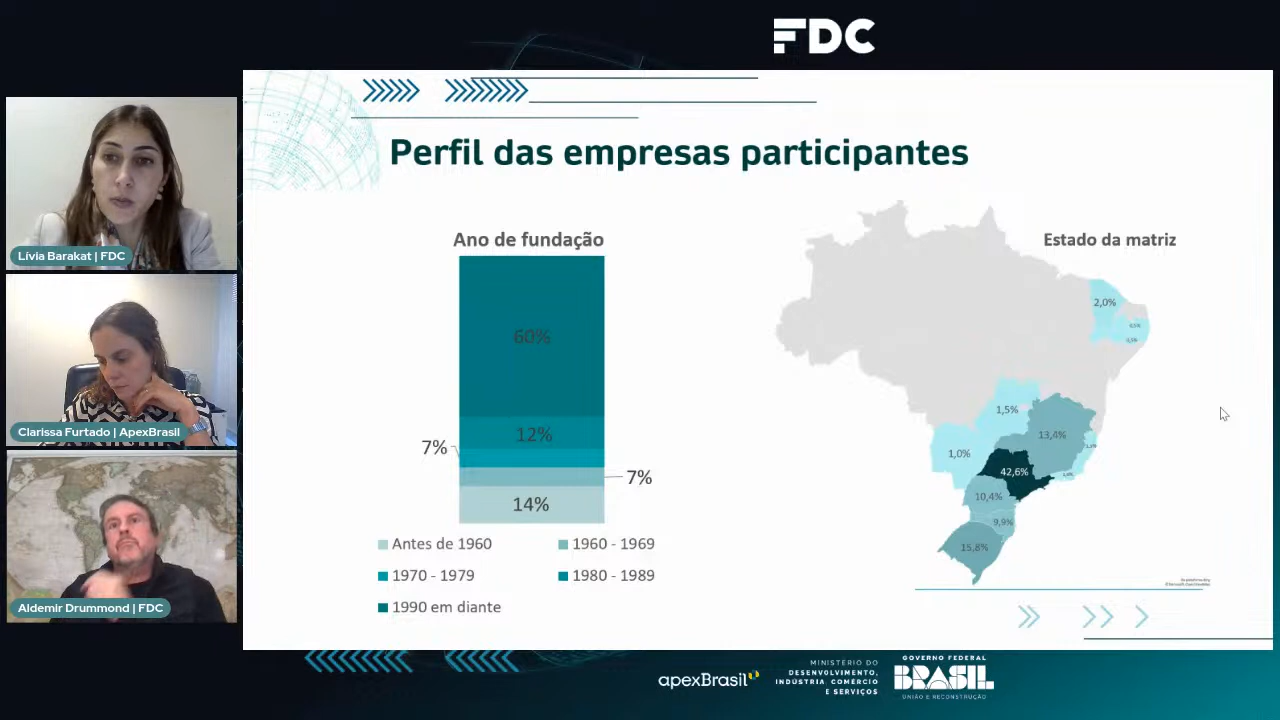 FDC
Perfil das empresas participantes
Ano de fundação
60%
12%
7%
7%
14%
Antes de 1960
1960 - 1969
1970 - 1979
1980 - 1989
1990 em diante
Estado da matriz
2,0%
1,5%
13,4%
1,0%
42,6%
10,4%
9,9%
15,8%
Lívia Barakat | FDC
Clarissa Furtado | ApexBrasil
Aldemir Drummond | FDC
apexBrasil
MINISTÉRIO DO
DESENVOLVIMENTO,
INDÚSTRIA, COMÉRCIO
E SERVIÇOS
GOVERNO FEDERAL
BRASIL
UNIÃO E RECONSTRUÇÃO